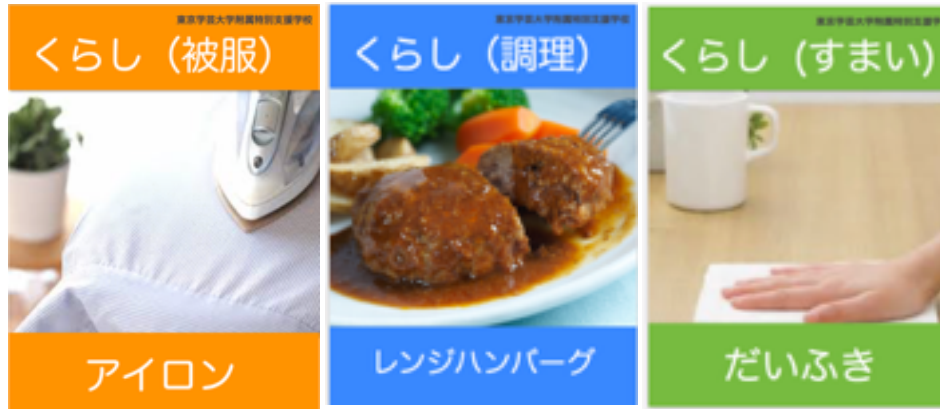 東京学芸大学附属特別支援学校
くらし（被服）
アイロン
東京学芸大学附属特別支援学校
くらし（調理）
レンジハンバーグ
東京学芸大学附属特別支援学
くらし（すまい）
だいふき